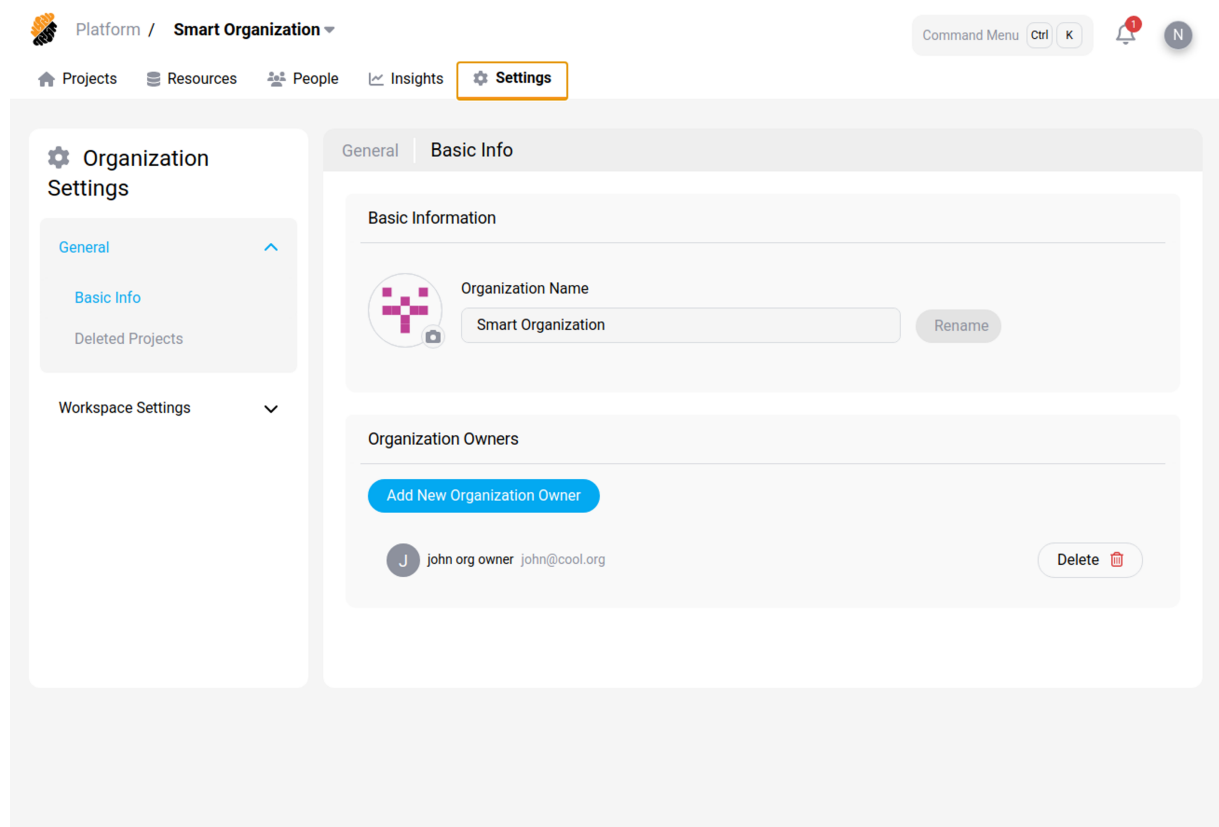 Platform / Smart Organization
Command Menu Ctrl K
1
N
Projects Resources People Insights Settings
Organization
Settings
General
Basic Info
Deleted Projects
Workspace Settings
General Basic Info
Basic Information
Organization Name
Smart Organization
Rename
Organization Owners
Add New Organization Owner
J john org owner john@cool.org
Delete